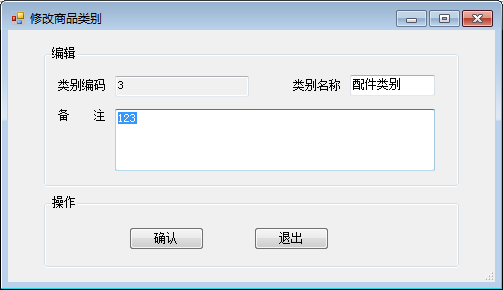 修改商品类别
编辑
类别编码 3 类别名称 配件类别
备 注 123
操作
确认 退出